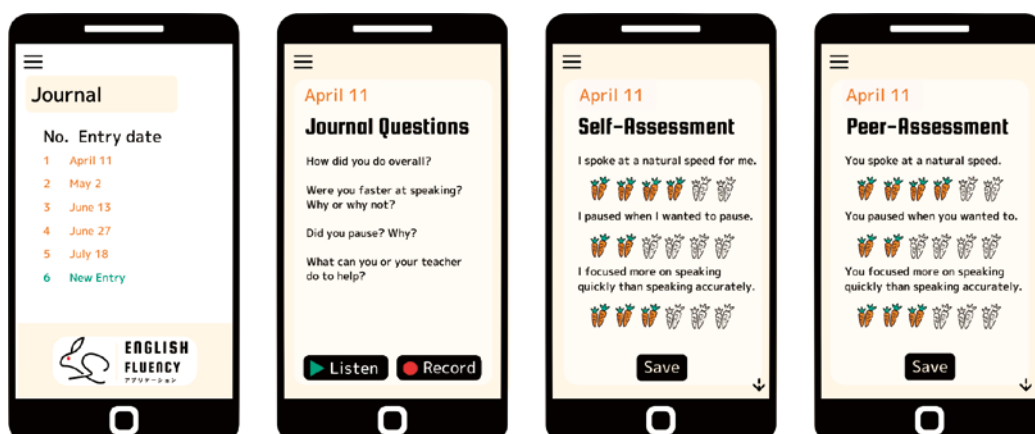 Journal
No. Entry date
1 April 11
2 May 2
3 June 13
4 June 27
5 July 18
6 New Entry
ENGLISH
FLUENCY
アプリケーション
April 11
Journal Questions
How did you do overall?
Were you faster at speaking?
Why or why not?
Did you pause? Why?
What can you or your teacher
do to help?
Listen
Record
April 11
Self-Assessment
I spoke at a natural speed for me.
I paused when I wanted to pause.
I focused more on speaking
quickly than speaking accurately.
Save
April 11
Peer-Assessment
You spoke at a natural speed.
You paused when you wanted to.
You focused more on speaking
quickly than speaking accurately.
Save